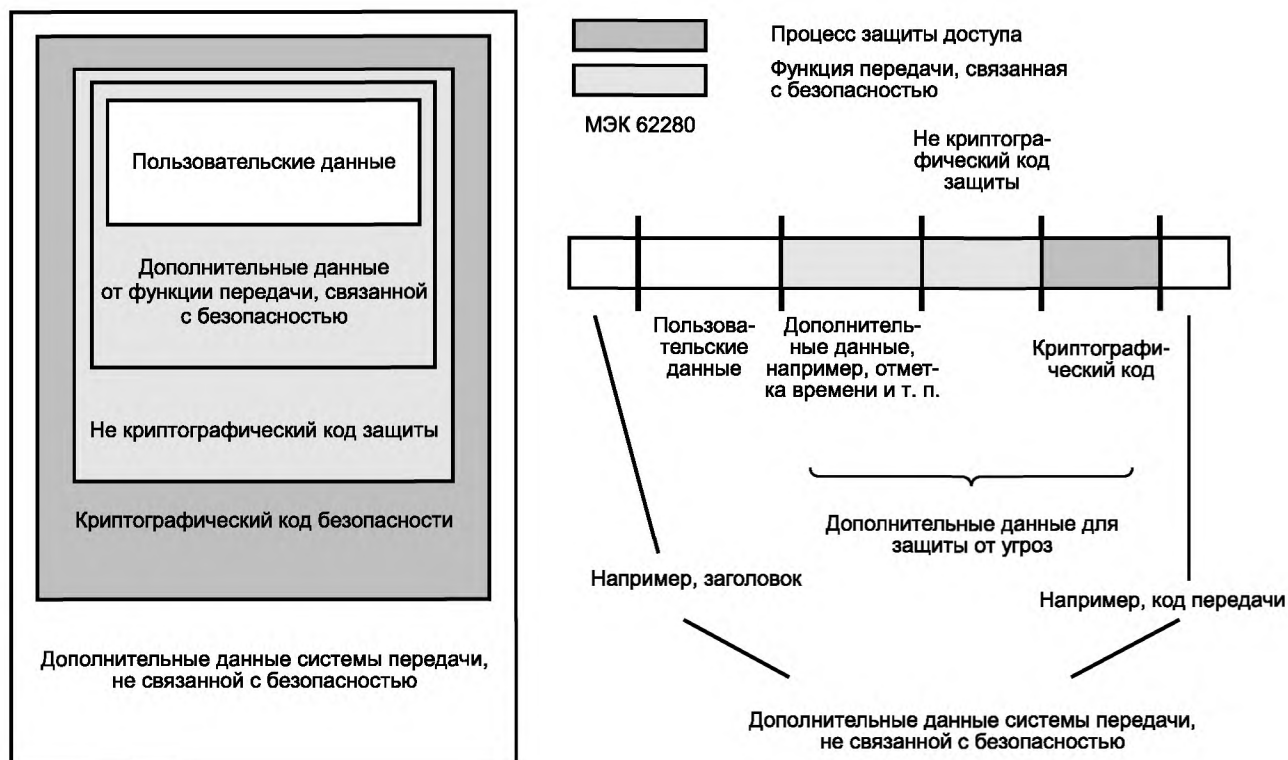 Пользовательские данные
Дополнительные данные
от функции передачи, связанной
с безопасностью
Не криптографический код защиты
Криптографический код безопасности
Дополнительные данные системы передачи,
не связанной с безопасностью
Процесс защиты доступа
Функция передачи, связанная
с безопасностью
МЭК 62280
Не криптогра-
фический код
защиты
Пользова-
тельские
данные
Дополнитель-
ные данные,
например, отмет-
ка времени и т. п.
Криптографи-
ческий код
Дополнительные данные для
защиты от угроз
Например, заголовок
Например, код передачи
Дополнительные данные системы передачи,
не связанной с безопасностью